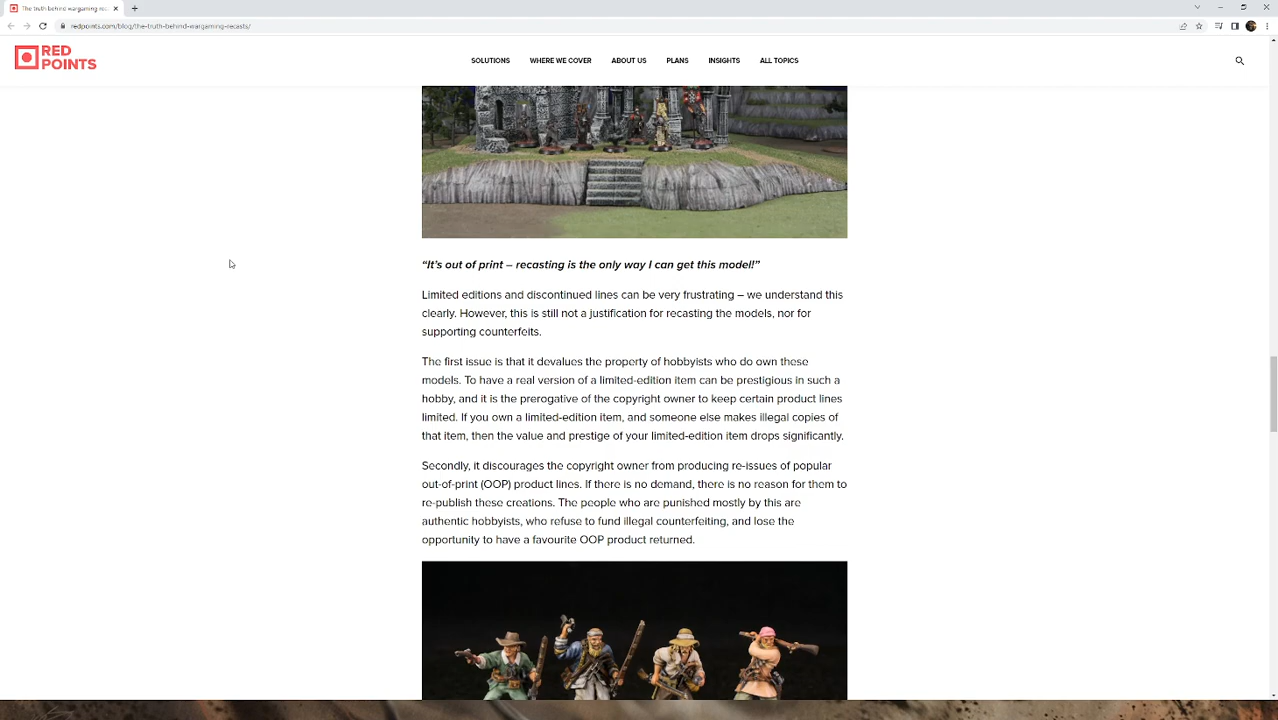 The truth behind wargaming rec
redpoints.com/blog/the-truth-behind-wargaming-recasts/
RED
POINTS
SOLUTIONS
WHERE WE COVER
ABOUT US
PLANS
INSIGHTS
ALL TOPICS
“It’s out of print – recasting is the only way I can get this model!”
Limited editions and discontinued lines can be very frustrating – we understand this
clearly. However, this is still not a justification for recasting the models, nor for
supporting counterfeits.
The first issue is that it devalues the property of hobbyists who do own these
models. To have a real version of a limited-edition item can be prestigious in such a
hobby, and it is the prerogative of the copyright owner to keep certain product lines
limited. If you own a limited-edition item, and someone else makes illegal copies of
that item, then the value and prestige of your limited-edition item drops significantly.
Secondly, it discourages the copyright owner from producing re-issues of popular
out-of-print (OOP) product lines. If there is no demand, there is no reason for them to
re-publish these creations. The people who are punished mostly by this are
authentic hobbyists, who refuse to fund illegal counterfeiting, and lose the
opportunity to have a favourite OOP product returned.